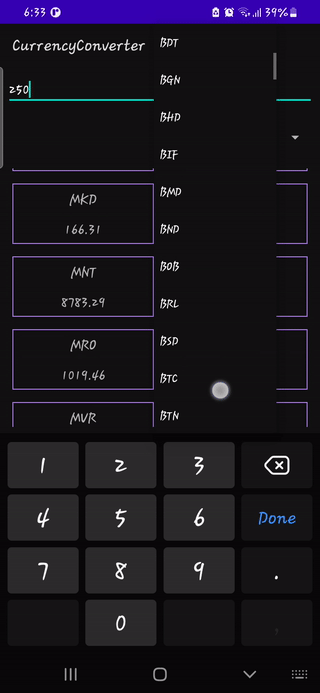 6:33
39%
CurrencyConverter
250
BDT
BGN
BHD
BIF
BMD
BND
BOB
BRL
BSD
BTC
BTN
MKD
166.31
MNT
8783.29
MRO
1019.46
MVR
1 2 3
4 5 6 Done
7 8 9 .
0 ,